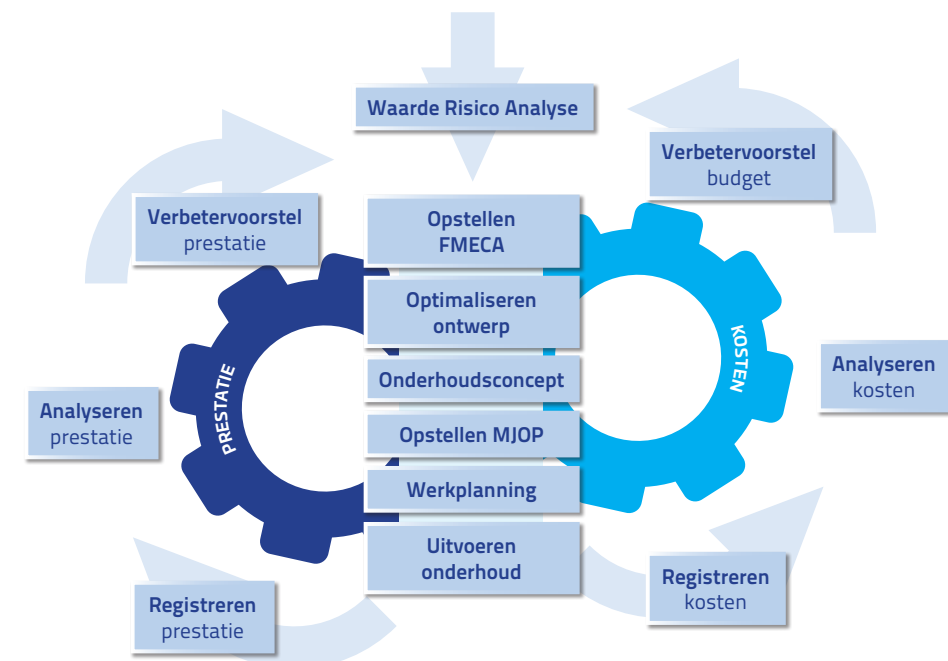 Waarde Risico Analyse
Verbetervoorstel
budget
Verbetervoorstel
prestatie
Opstellen
FMECA
Optimaliseren
ontwerp
KOSTEN
PRESTATIE
Onderhoudsconcept
Analyseren
kosten
Analyseren
prestatie
Opstellen MJOP
Werkplanning
Uitvoeren
onderhoud
Registreren
kosten
Registreren
prestatie